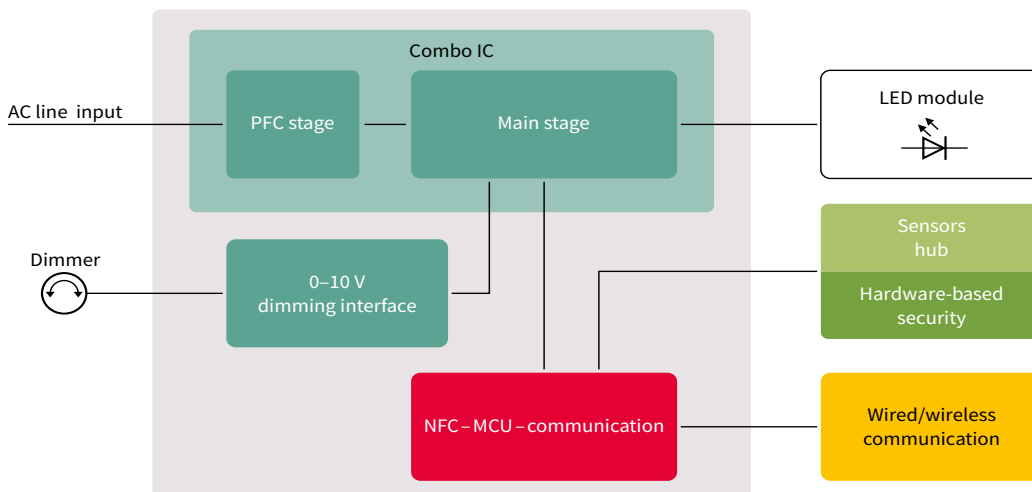 Combo IC
AC line input
PFC stage
Main stage
LED module
Dimmer
0–10 V
dimming interface
Sensors
hub
Hardware-based
security
NFC – MCU – communication
Wired/wireless
communication